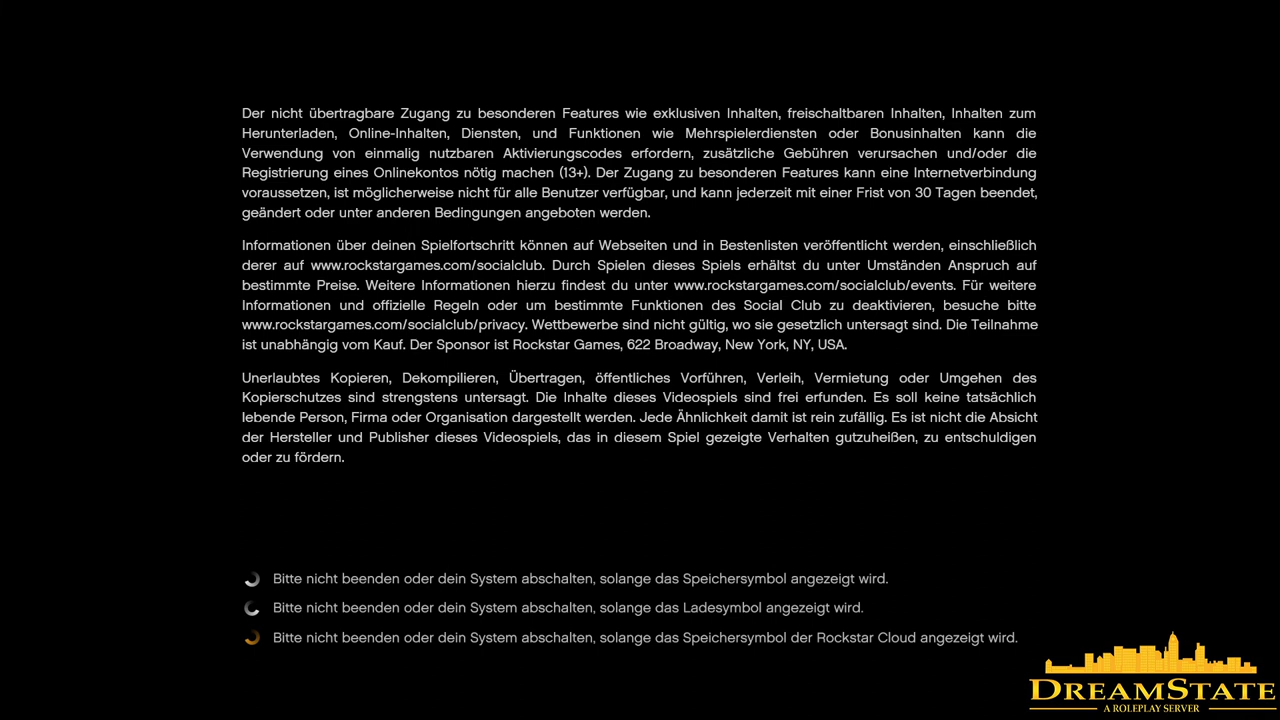 Der nicht übertragbare Zugang zu besonderen Features wie exklusiven Inhalten, freischaltbaren Inhalten, Inhalten zum
Herunterladen, Online-Inhalten, Diensten, und Funktionen wie Mehrspielerdiensten oder Bonusinhalten kann die
Verwendung von einmalig nutzbaren Aktivierungscodes erfordern, zusätzliche Gebühren verursachen und/oder die
Registrierung eines Onlinekontos nötig machen (13+). Der Zugang zu besonderen Features kann eine Internetverbindung
voraussetzen, ist möglicherweise nicht für alle Benutzer verfügbar, und kann jederzeit mit einer Frist von 30 Tagen beendet,
geändert oder unter anderen Bedingungen angeboten werden.
Informationen über deinen Spielfortschritt können auf Webseiten und in Bestenlisten veröffentlicht werden, einschließlich
derer auf www.rockstargames.com/socialclub. Durch Spielen dieses Spiels erhältst du unter Umständen Anspruch auf
bestimmte Preise. Weitere Informationen hierzu findest du unter www.rockstargames.com/socialclub/events. Für weitere
Informationen und offizielle Regeln oder um bestimmte Funktionen des Social Club zu deaktivieren, besuche bitte
www.rockstargames.com/socialclub/privacy. Wettbewerbe sind nicht gültig, wo sie gesetzlich untersagt sind. Die Teilnahme
ist unabhängig vom Kauf. Der Sponsor ist Rockstar Games, 622 Broadway, New York, NY, USA.
Unerlaubtes Kopieren, Dekompilieren, Übertragen, öffentliches Vorführen, Verleih, Vermietung oder Umgehen des
Kopierschutzes sind strengstens untersagt. Die Inhalte dieses Videospiels sind frei erfunden. Es soll keine tatsächlich
lebende Person, Firma oder Organisation dargestellt werden. Jede Ähnlichkeit damit ist rein zufällig. Es ist nicht die Absicht
der Hersteller und Publisher dieses Videospiels, das in diesem Spiel gezeigte Verhalten gutzuheißen, zu entschuldigen
oder zu fördern.
Bitte nicht beenden oder dein System abschalten, solange das Speichersymbol angezeigt wird.
Bitte nicht beenden oder dein System abschalten, solange das Ladesymbol angezeigt wird.
Bitte nicht beenden oder dein System abschalten, solange das Speichersymbol der Rockstar Cloud angezeigt wird.
DREAMSTATE
A ROLEPLAY SERVER